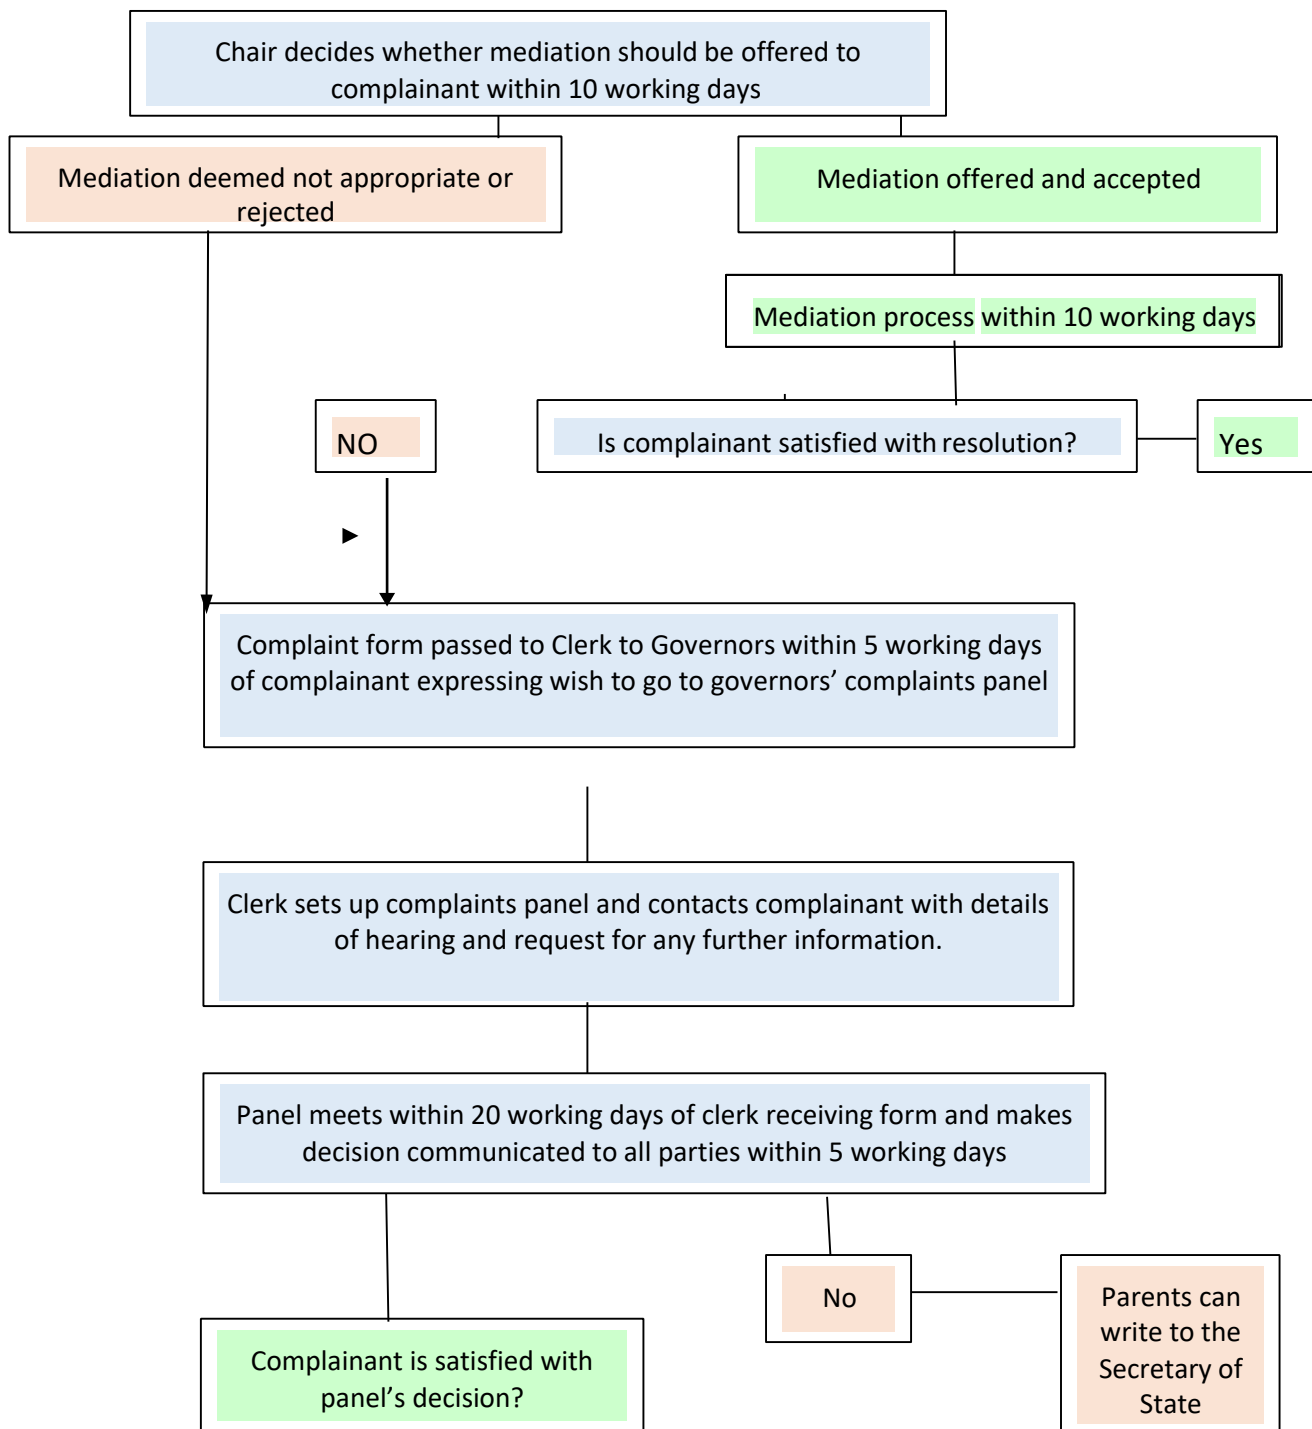 Chair decides whether mediation should be offered to
complainant within 10 working days
Mediation deemed not appropriate or
rejected
Mediation offered and accepted
Mediation process within 10 working days
NO
Is complainant satisfied with resolution?
Yes
Complaint form passed to Clerk to Governors within 5 working days
of complainant expressing wish to go to governors’ complaints panel
Clerk sets up complaints panel and contacts complainant with details
of hearing and request for any further information.
Panel meets within 20 working days of clerk receiving form and makes
decision communicated to all parties within 5 working days
No
Parents can
write to the
Secretary of
State
Complainant is satisfied with
panel’s decision?